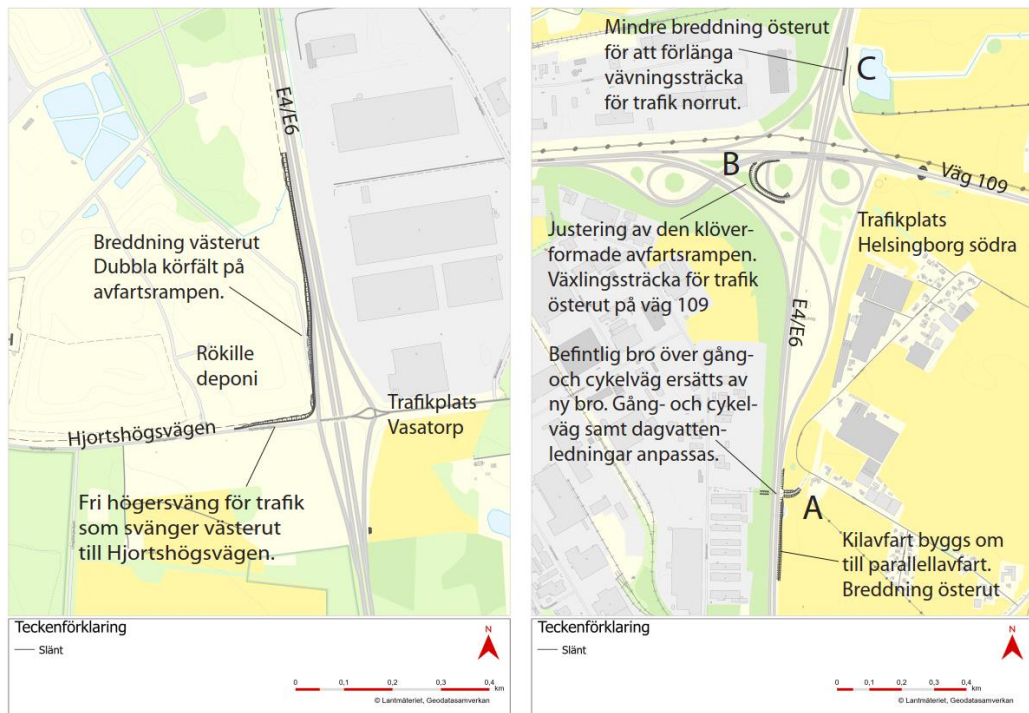 E4/E6
Breddning västerut
Dubbla körfält på
avfartsrampen.
Rökille
deponi
Trafikplats
Vasatorp
Hjortshögsvägen
Fri högersväng för trafik
som svänger västerut
till Hjortshögsvägen.
Teckenförklaring
Slänt
N
0 0,1 0,2 0,3 0,4
km
© Lantmäteriet, Geodatasamverkan
Mindre breddning österut
för att förlänga
vävningssträcka
för trafik norrut.
C
B
Väg 109
Justering av den klöver-
formade avfartsrampen.
Växlingssträcka för trafik
österut på väg 109
Trafikplats
Helsingborg södra
E4/E6
Befintlig bro över gång-
och cykelväg ersätts av
ny bro. Gång- och cykel-
väg samt dagvatten-
ledningar anpassas.
A
Kilavfart byggs om
till parallellavfart.
Breddning österut
Teckenförklaring
Slänt
N
0 0,1 0,2 0,3 0,4
km
© Lantmäteriet, Geodatasamverkan